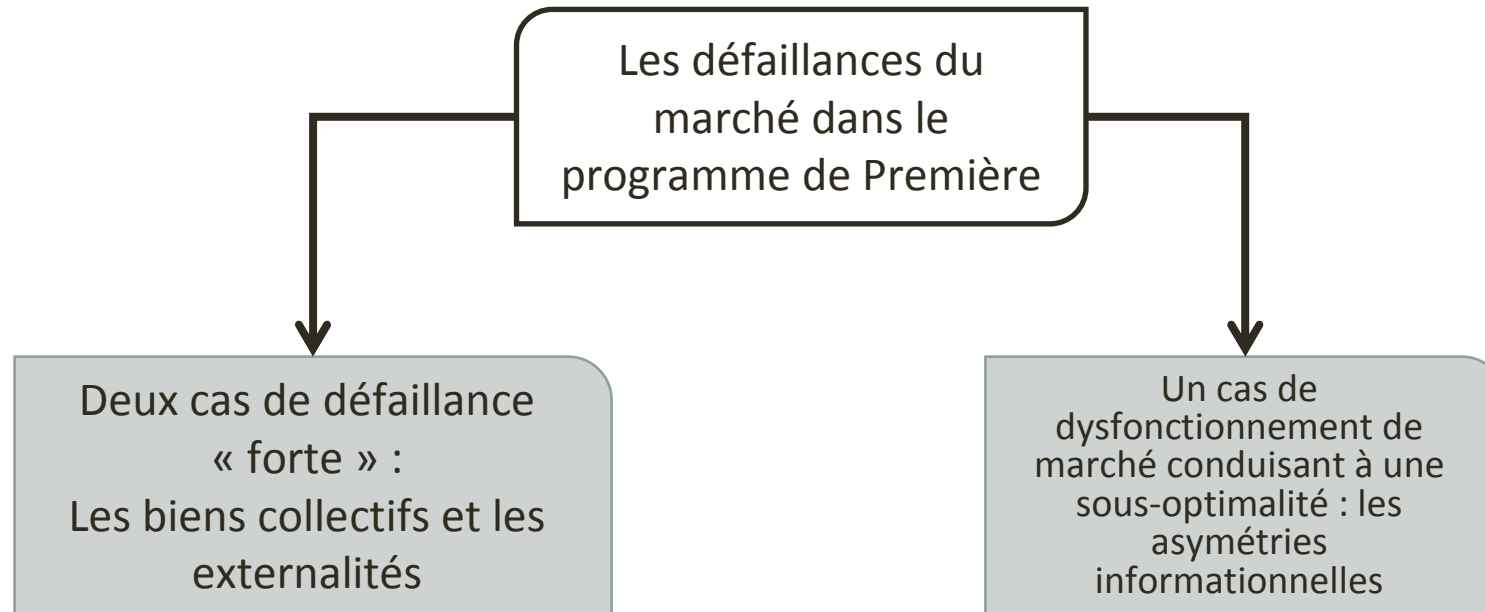 Les défaillances du
marché dans le
programme de Première
Deux cas de défaillance
« forte » :
Les biens collectifs et les
externalités
Un cas de
dysfonctionnement de
marché conduisant à une
sous-optimalité : les
asymétries
informationnelles